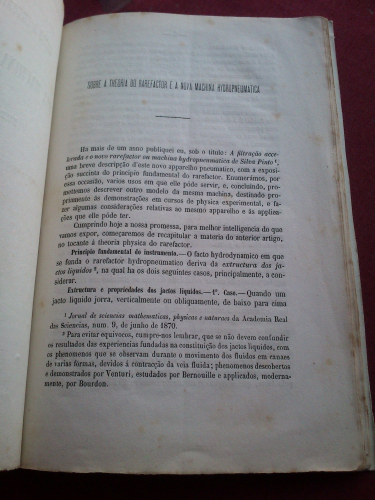 SOBRE A THEORIA DO RAREFACTOR E A NOVA MACHINA HYDROPNEUMATICA
Ha mais de um anno publiquei eu, sob o titulo: A filtração acce-
lerada e o novo rarefactor ou machina hydropneumatica de Silva Pinto ¹,
uma breve descripção d'este novo apparelho pneumatico, com a exposi-
ção succinta do principio fundamental do rarefactor. Enumerámos, por
essa occasião, varios usos em que elle póde servir, e, concluindo, pro-
mettemos descrever outro modelo da mesma machina, destinado pro-
priamente ás demonstrações em cursos de physica experimental, e fa-
zer algumas considerações relativas ao mesmo apparelho e ás applica-
ções que elle póde ter.
Cumprindo hoje a nossa promessa, para melhor intelligencia do que
vamos expor, começaremos de recapitular a materia do anterior artigo,
no tocante á theoria physica do rarefactor.
Principio fundamental do instrumento. — O facto hydrodynamico em que
se funda o rarefactor hydropneumatico deriva da estructura dos ja-
ctos liquidos ², na qual ha os dois seguintes casos, principalmente, a con-
siderar.
Estructura e propriedades dos jactos liquidos. — 1º. Caso. — Quando um
jacto liquido jorra, verticalmente ou obliquamente, de baixo para cima
¹ Jornal de sciencias mathematicas, physicas e naturaes da Academia Real
das Sciencias, num. 9, de junho de 1870.
² Para evitar equivocos, cumpre-nos lembrar, que se não devem confundir
os resultados das experiencias fundadas na constituição dos jactos liquidos, com
os phenomenos que se observam durante o movimento dos fluidos em canaes
de varias fórmas, devidos á contracção da veia fluida; phenomenos descobertos
e demonstrados por Venturi, estudados por Bernouille e applicados, moderna-
mente, por Bourdon.